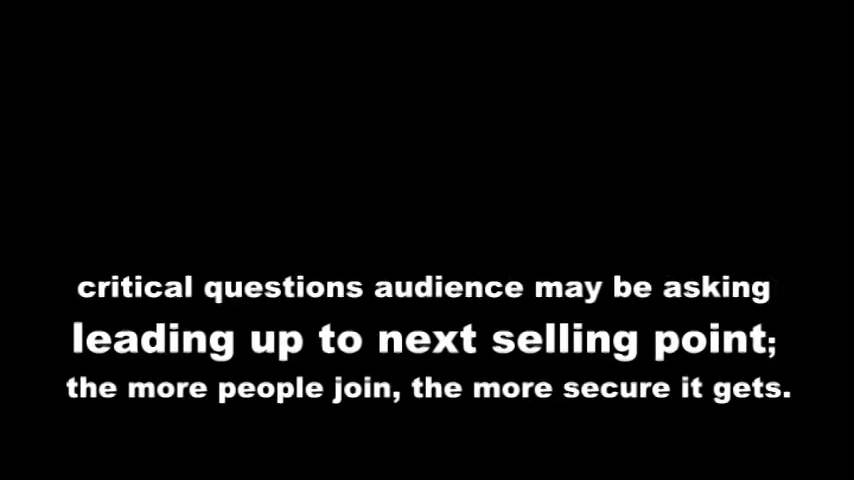 critical questions audience may be asking
leading up to next selling point;
the more people join, the more secure it gets.